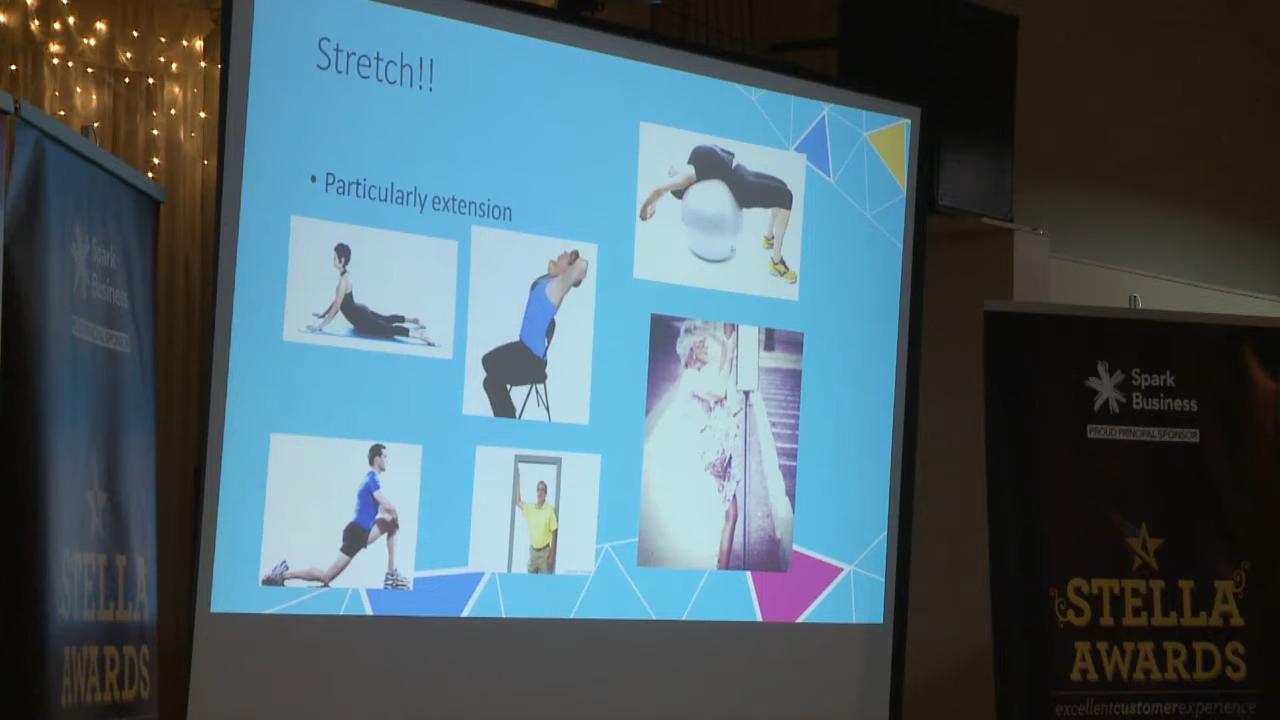 Stretch!!
• Particularly extension
Spark
Business
STELLA
AWARDS
Spark
Business
PROUD PRINCIPAL SPONSOR
STELLA
AWARDS
excellentcustomerexperience